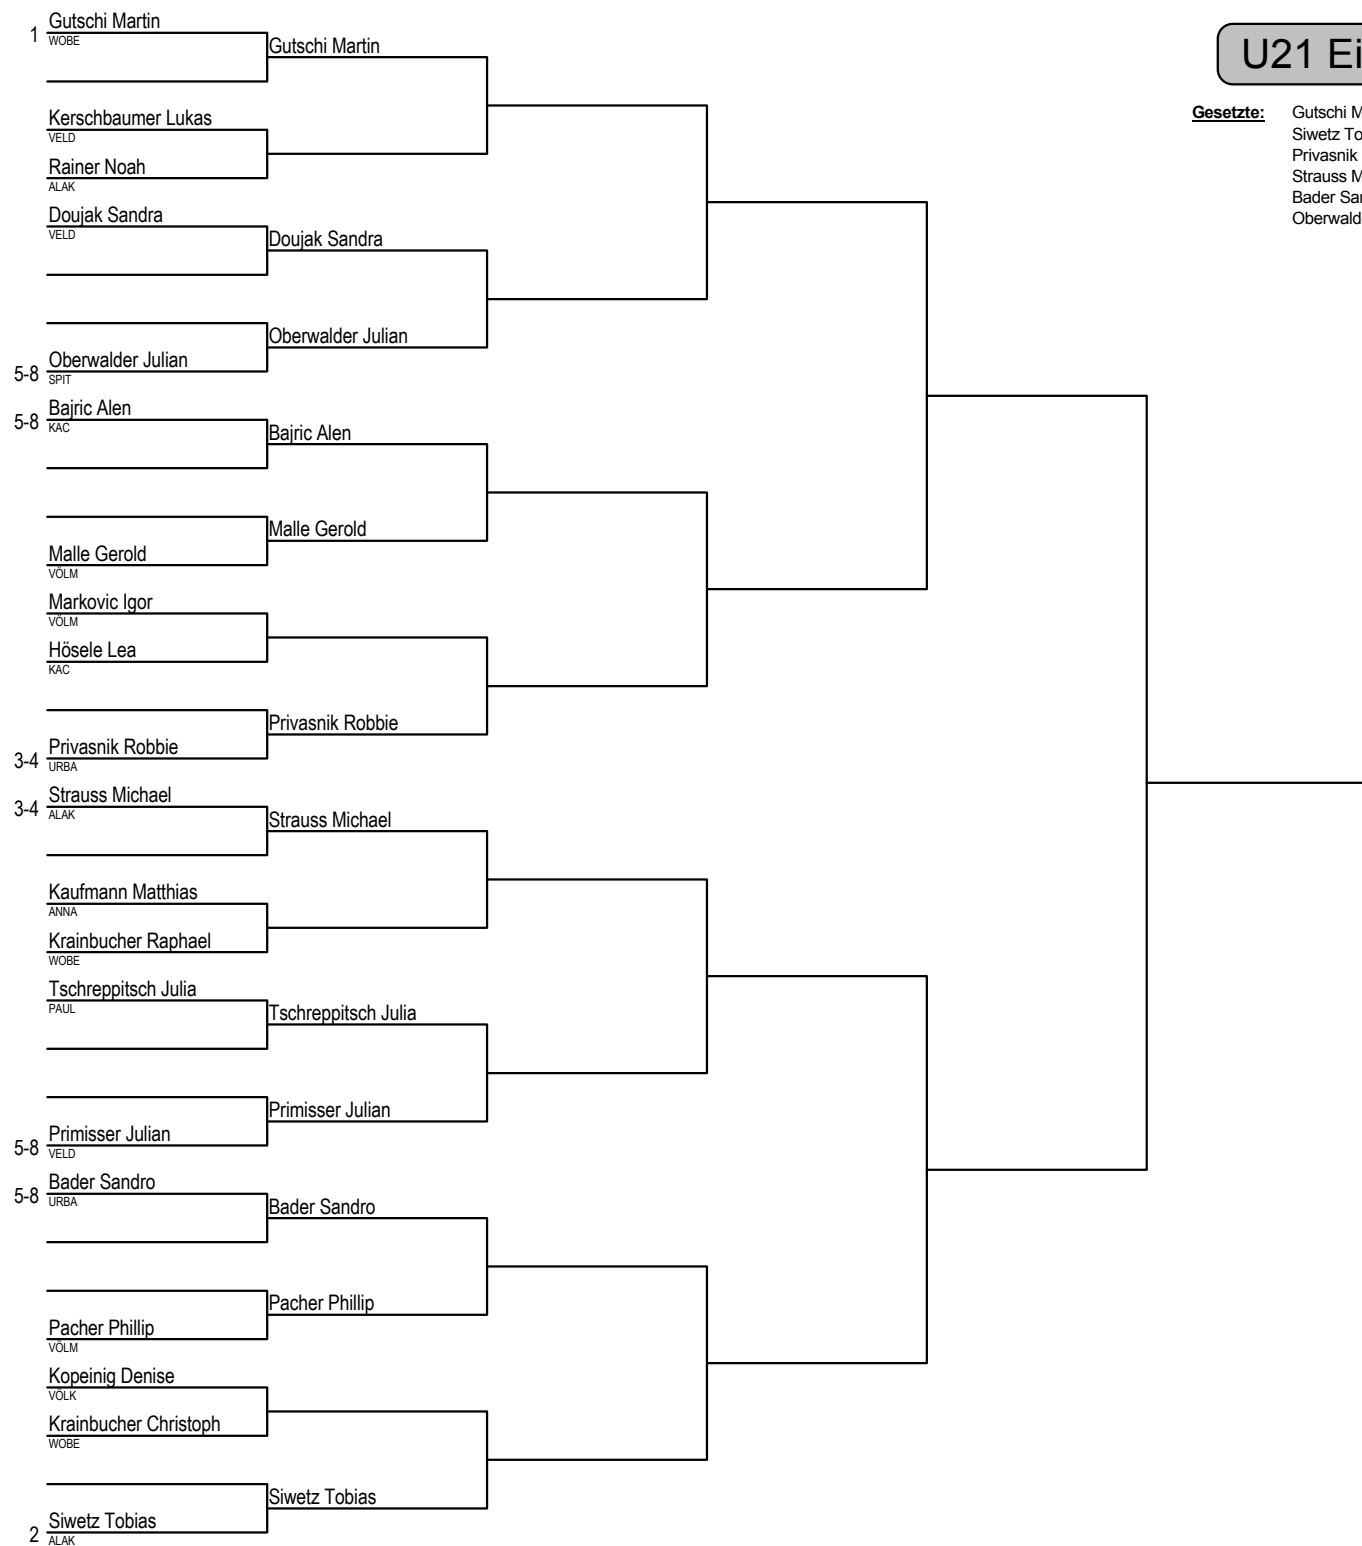 U21 Ei
Gesetzte: Gutschi M
Siwetz To
Privasnik
Strauss M
Bader Sar
Oberwald
1 Gutschi Martin
WOBE
Gutschi Martin
Kerschbaumer Lukas
VELD
Rainer Noah
ALAK
Doujak Sandra
VELD
Doujak Sandra
Oberwalder Julian
5-8 Oberwalder Julian
SPIT
5-8 Bajric Alen
KAC
Bajric Alen
Malle Gerold
Malle Gerold
VÖLM
Markovic Igor
VÖLM
Hösele Lea
KAC
Privasnik Robbie
3-4 Privasnik Robbie
URBA
3-4 Strauss Michael
ALAK
Strauss Michael
Kaufmann Matthias
ANNA
Krainbucher Raphael
WOBE
Tschreppitsch Julia
PAUL
Tschreppitsch Julia
Primisser Julian
5-8 Primisser Julian
VELD
5-8 Bader Sandro
URBA
Bader Sandro
Pacher Phillip
Pacher Phillip
VÖLM
Kopeinig Denise
VÖLK
Krainbucher Christoph
WOBE
Siwetz Tobias
2 Siwetz Tobias
ALAK